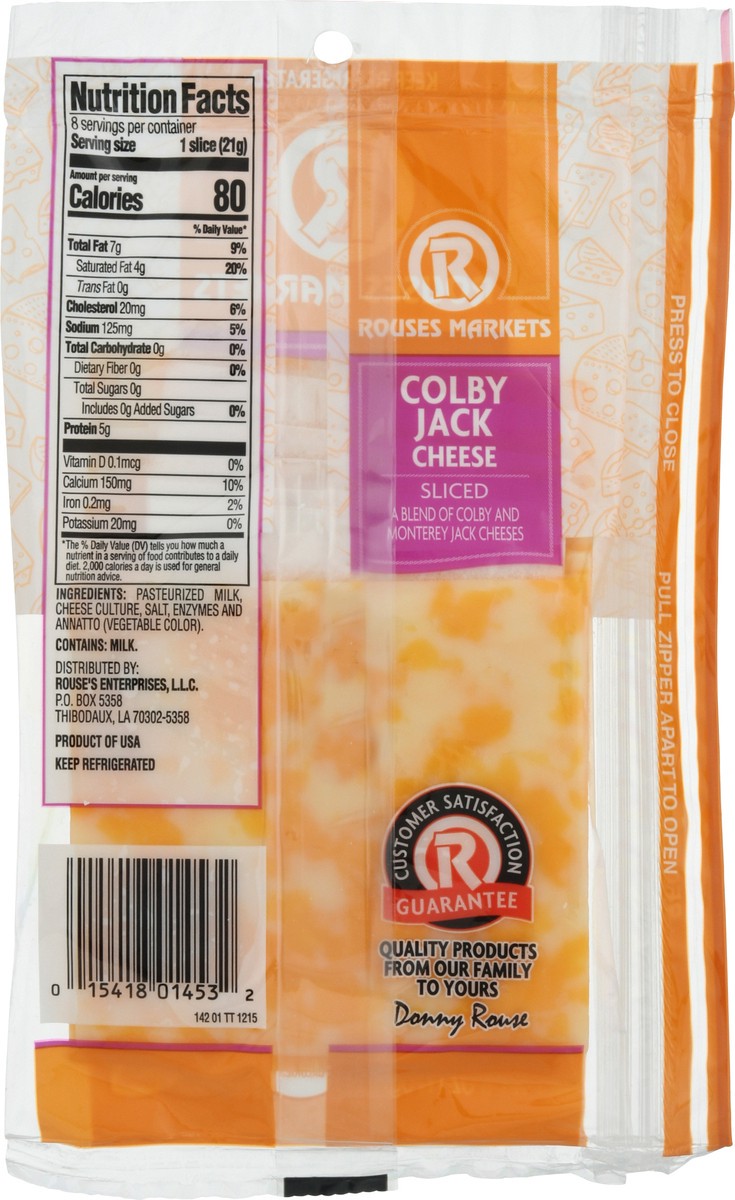 Nutrition Facts
8 servings per container
Serving size 1 slice (21g)
Amount per serving
Calories 80
% Daily Value*
Total Fat 7g 9%
Saturated Fat 4g 20%
Trans Fat 0g
Cholesterol 20mg 6%
Sodium 125mg 5%
Total Carbohydrate 0g 0%
Dietary Fiber 0g 0%
Total Sugars 0g
Includes 0g Added Sugars 0%
Protein 5g
Vitamin D 0.1mcg 0%
Calcium 150mg 10%
Iron 0.2mg 2%
Potassium 20mg 0%
*The % Daily Value (DV) tells you how much a
nutrient in a serving of food contributes to a daily
diet. 2,000 calories a day is used for general
nutrition advice.
INGREDIENTS: PASTEURIZED MILK,
CHEESE CULTURE, SALT, ENZYMES AND
ANNATTO (VEGETABLE COLOR).
CONTAINS: MILK.
DISTRIBUTED BY:
ROUSE'S ENTERPRISES, L.L.C.
P.O. BOX 5358
THIBODAUX, LA 70302-5358
PRODUCT OF USA
KEEP REFRIGERATED
0 15418 01453 2
142 01 TT 1215
R
ROUSES MARKETS
COLBY
JACK
CHEESE
SLICED
A BLEND OF COLBY AND
MONTEREY JACK CHEESES
CUSTOMER SATISFACTION
R
GUARANTEE
QUALITY PRODUCTS
FROM OUR FAMILY
TO YOURS
Donny Rouse
PRESS TO CLOSE
PULL ZIPPER APART TO OPEN